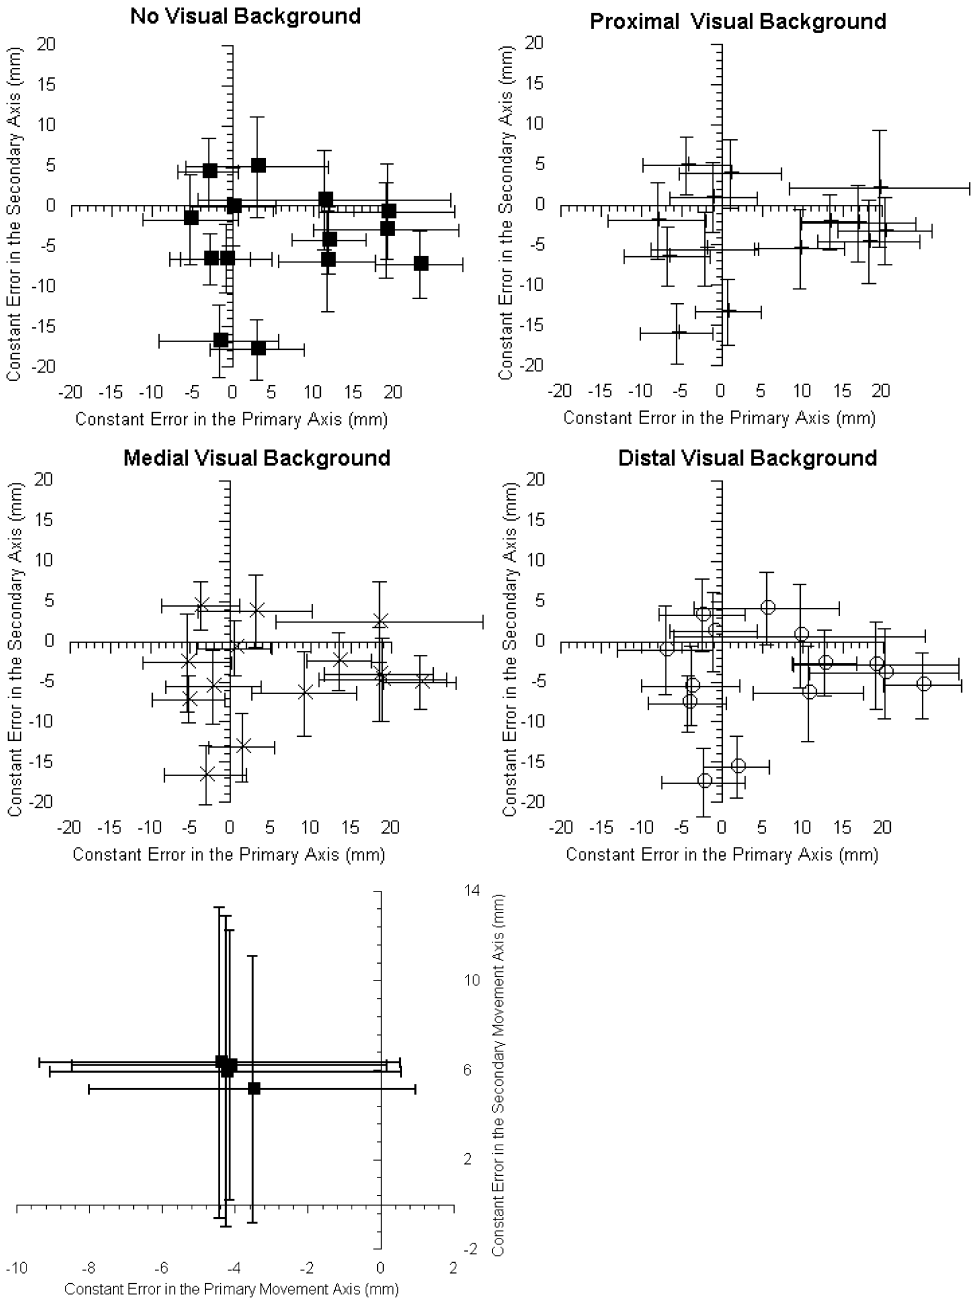 No Visual Background
Constant Error in the Secondary Axis (mm)
20
15
10
5
0
-5
-10
-15
-20
-20 -15 -10 -5 0 5 10 15 20
Constant Error in the Primary Axis (mm)
Proximal Visual Background
Constant Error in the Secondary Axis (mm)
20
15
10
5
0
-5
-10
-15
-20
-20 -15 -10 -5 0 5 10 15 20
Constant Error in the Primary Axis (mm)
Medial Visual Background
Constant Error in the Secondary Axis (mm)
20
15
10
5
0
-5
-10
-15
-20
-20 -15 -10 -5 0 5 10 15 20
Constant Error in the Primary Axis (mm)
Distal Visual Background
Constant Error in the Secondary Axis (mm)
20
15
10
5
0
-5
-10
-15
-20
-20 -15 -10 -5 0 5 10 15 20
Constant Error in the Primary Axis (mm)
14
10
6
2
-2
Constant Error in the Secondary Movement Axis (mm)
-10 -8 -6 -4 -2 0 2
Constant Error in the Primary Movement Axis (mm)